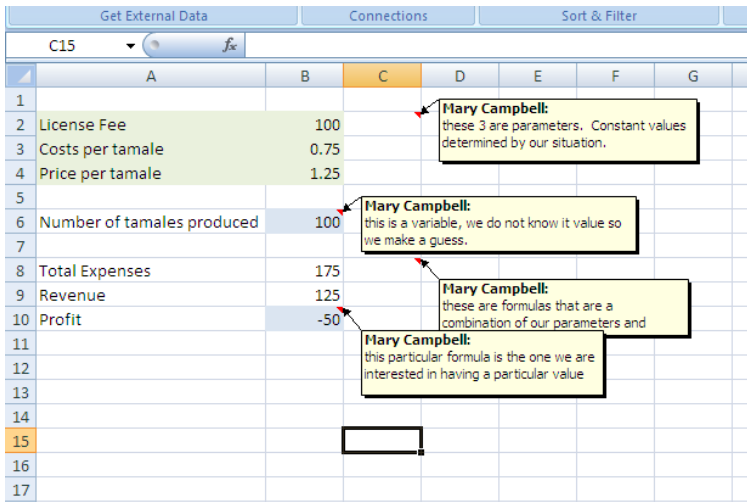 Get External Data Connections Sort & Filter
C15 fx
A B C D E F G
1
Mary Campbell:
2 License Fee 100 these 3 are parameters. Constant values
3 Costs per tamale 0.75 determined by our situation.
4 Price per tamale 1.25
5
Mary Campbell:
6 Number of tamales produced 100 this is a variable, we do not know it value so
we make a guess.
7
8 Total Expenses 175
Mary Campbell:
9 Revenue 125 these are formulas that are a
10 Profit -50 combination of our parameters and
Mary Campbell:
11 this particular formula is the one we are
12 interested in having a particular value
13
14
15
16
17